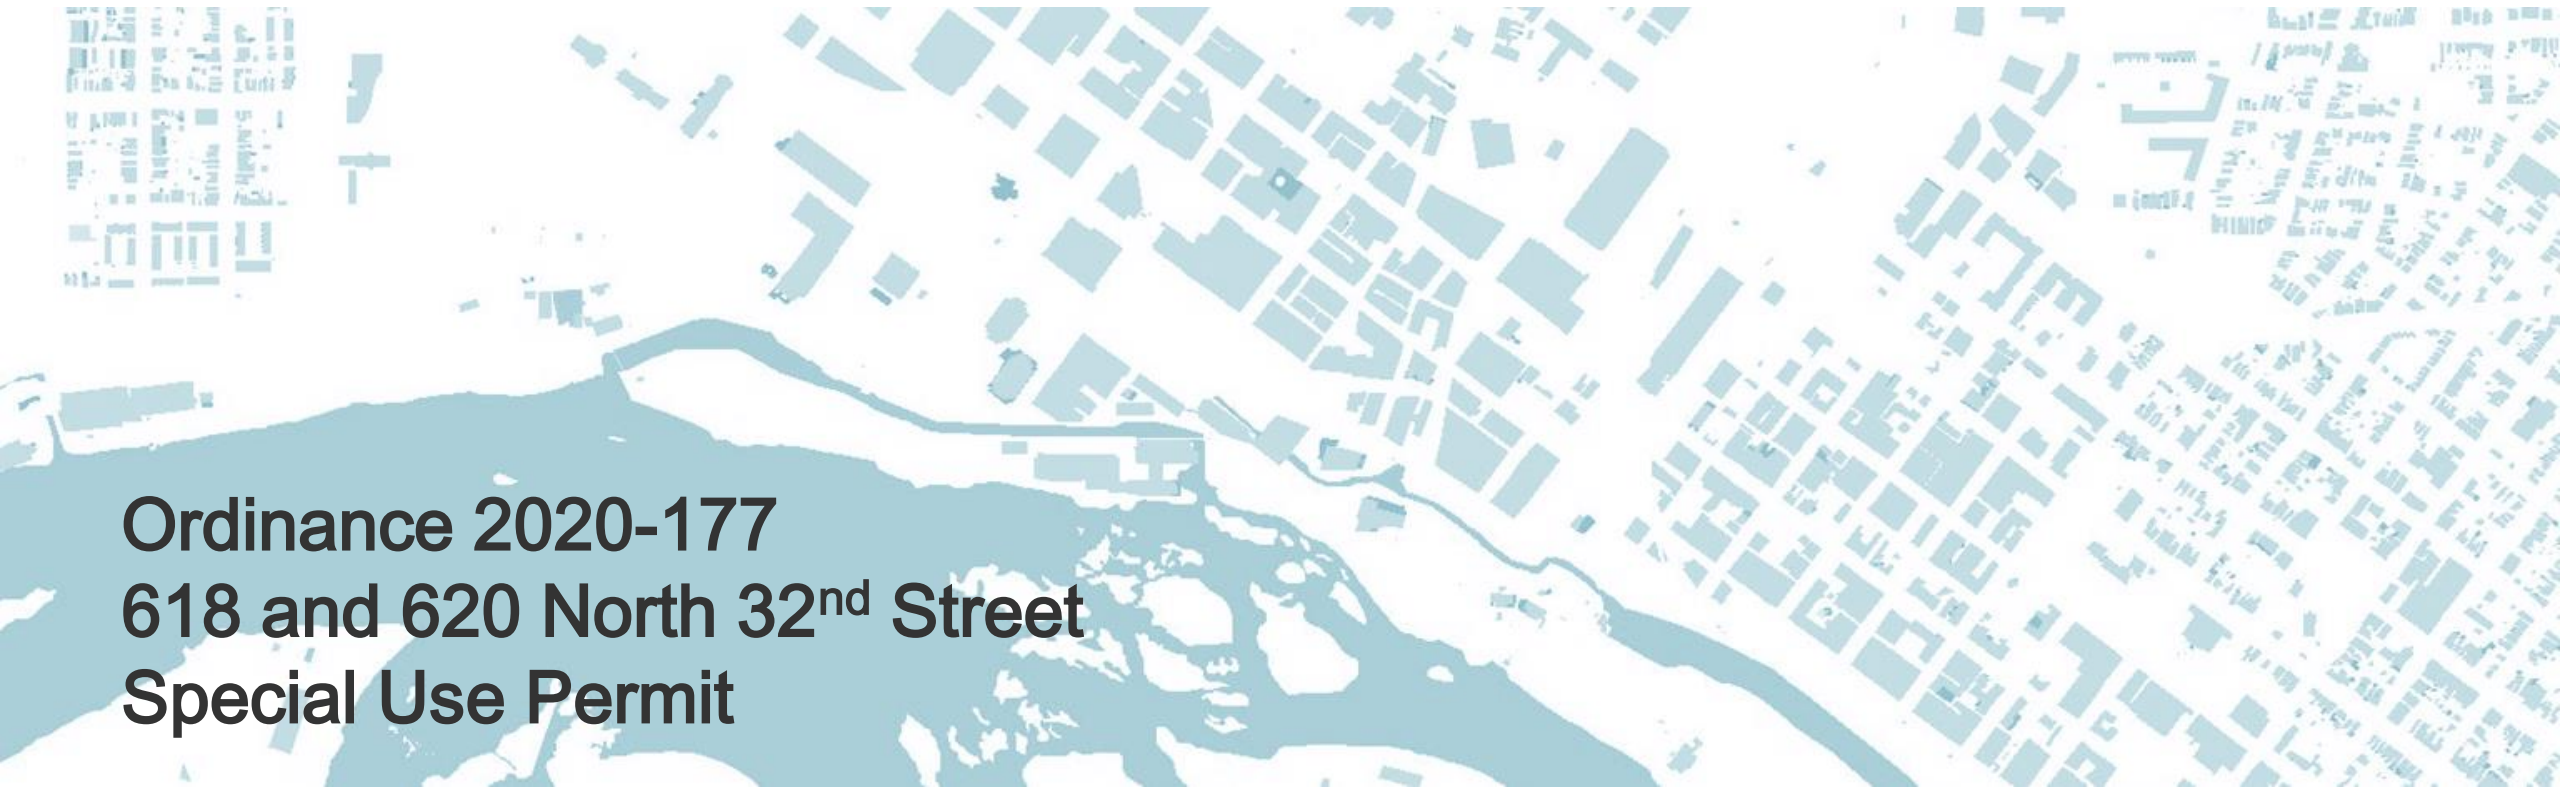 Ordinance 2020-177
618 and 620 North 32nd Street
Special Use Permit